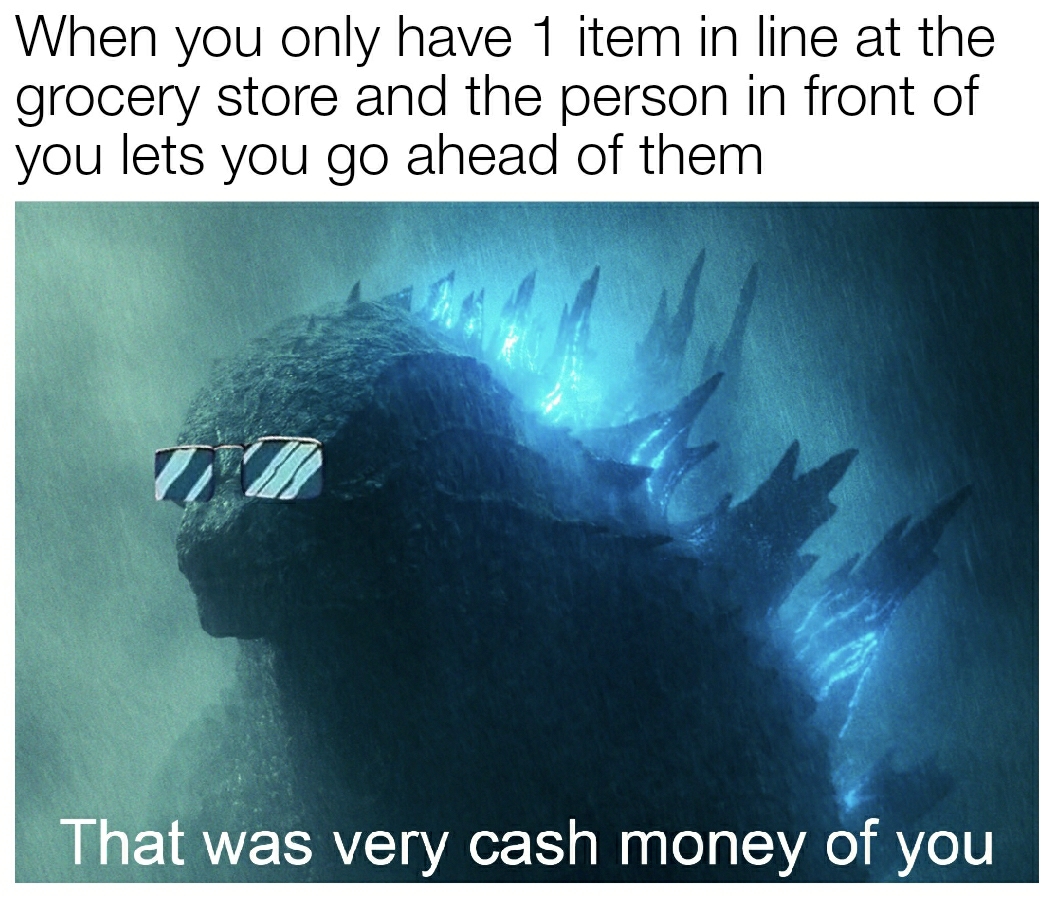 When you only have 1 item in line at the
grocery store and the person in front of
you lets you go ahead of them
That was very cash money of you